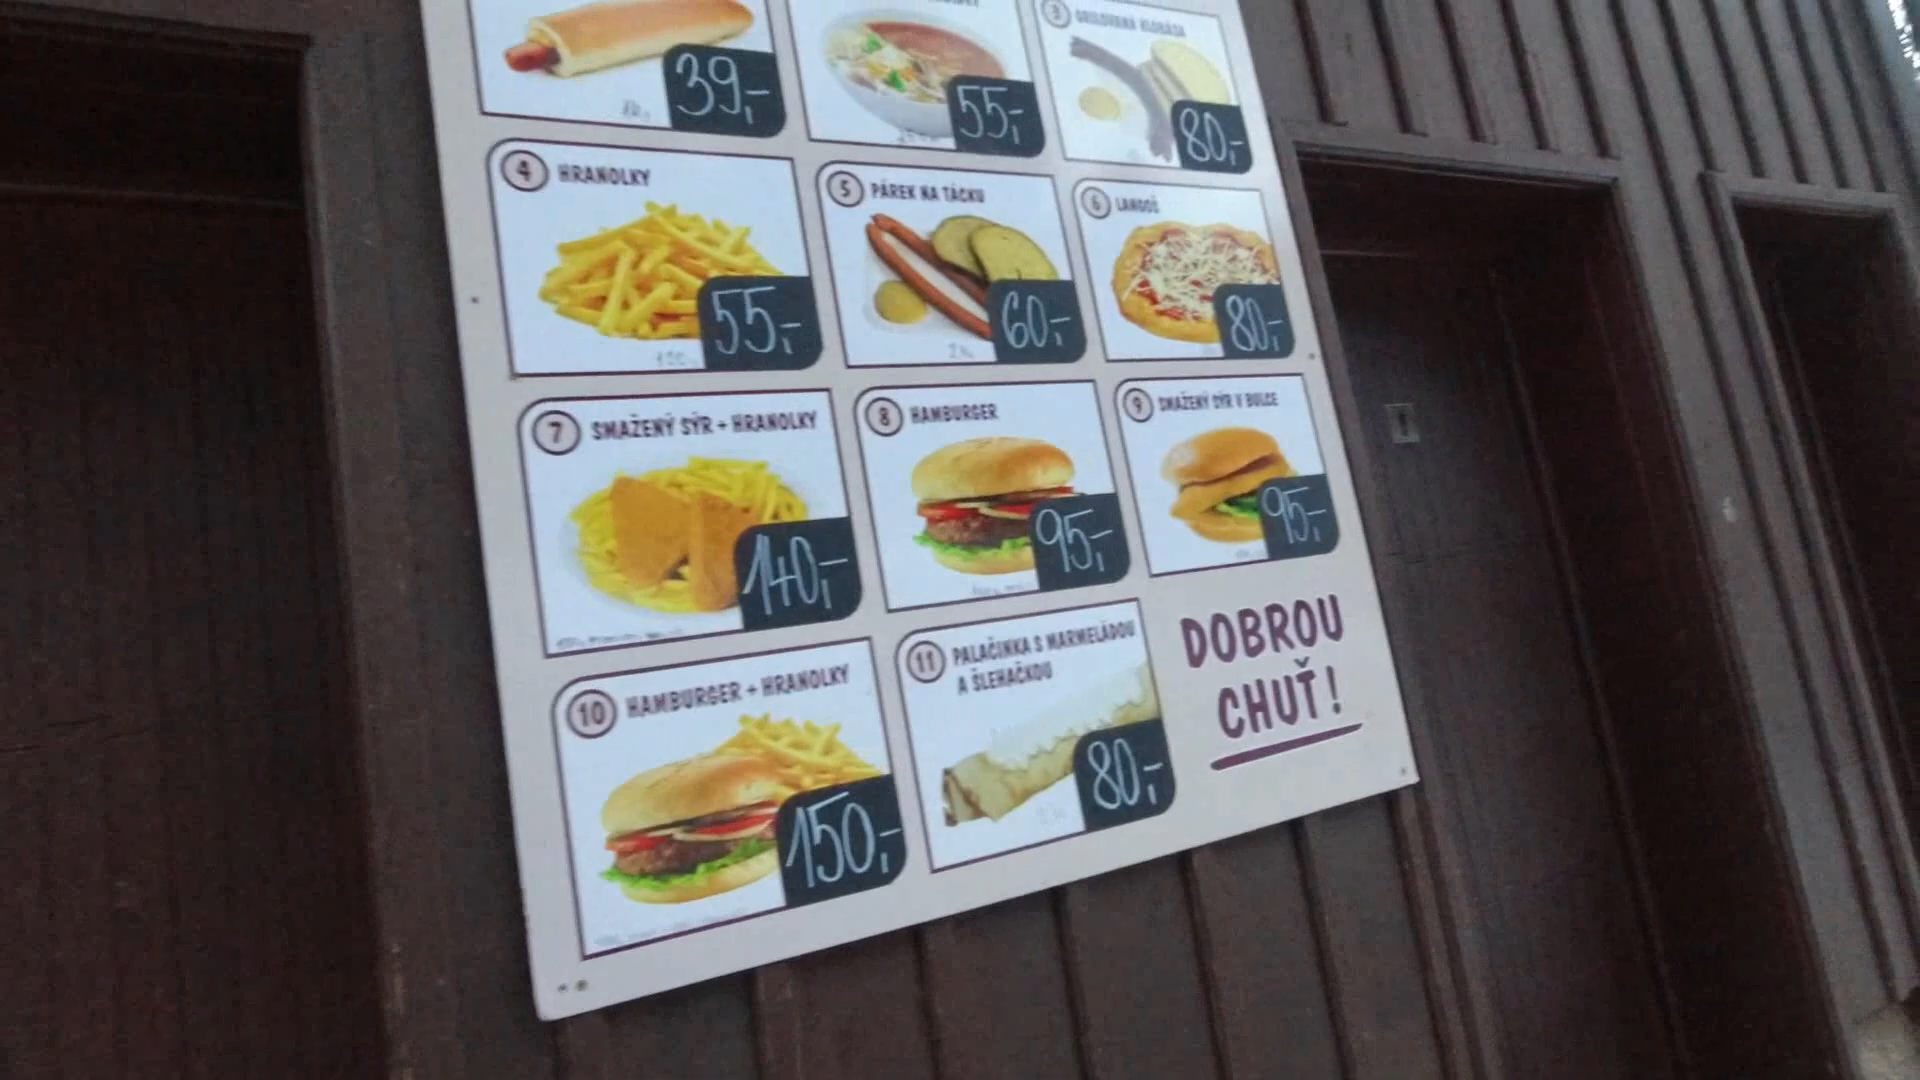 39,-
55,-
3 GRILOVANÁ KLOBÁSA
80,-
4 HRANOLKY
55,-
5 PÁREK NA TÁCKU
60,-
6 LANGOŠ
80,-
7 SMAŽENÝ SÝR + HRANOLKY
140,-
8 HAMBURGER
95,-
9 SMAŽENÝ SÝR V BULCE
95,-
10 HAMBURGER + HRANOLKY
150,-
11 PALAČINKA S MARMELÁDOU
A ŠLEHAČKOU
80,-
DOBROU
CHUŤ!